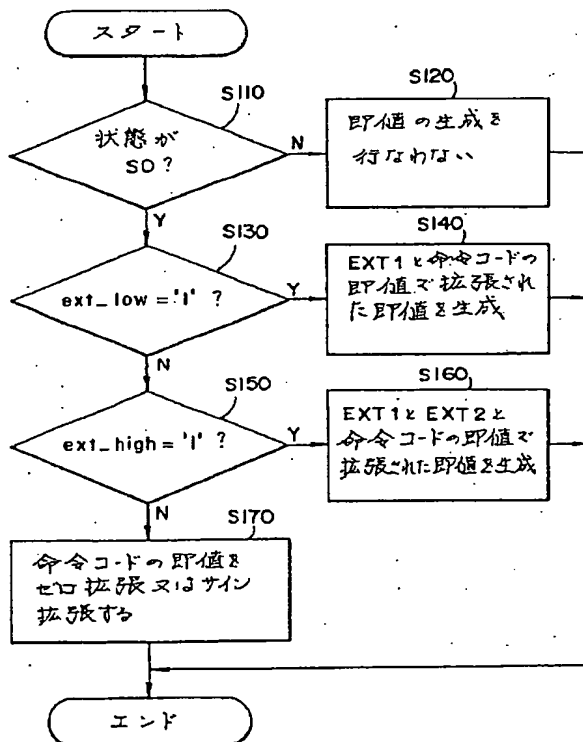 スタート
S110
状態が
S0?
N
Y
S120
即値の生成を
行なわない
S130
ext_low='1' ?
Y
N
S140
EXT1と命令コードの
即値で拡張され
た即値を生成
S150
ext_high='1' ?
Y
N
S160
EXT1とEXT2と
命令コードの即値で
拡張された即値を生成
S170
命令コードの即値を
ゼロ拡張又はサイン
拡張する
エンド